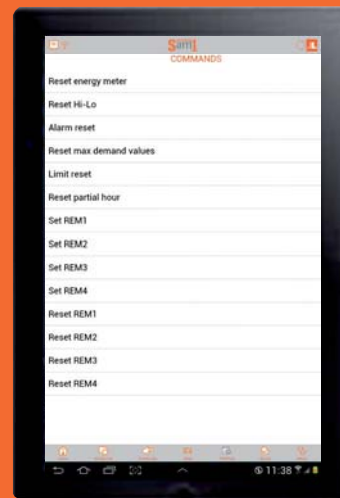 Sam1
COMMANDS
Reset energy meter
Reset Hi-Lo
Alarm reset
Reset max demand values
Limit reset
Reset partial hour
Set REM1
Set REM2
Set REM3
Set REM4
Reset REM1
Reset REM2
Reset REM3
Reset REM4
11:38